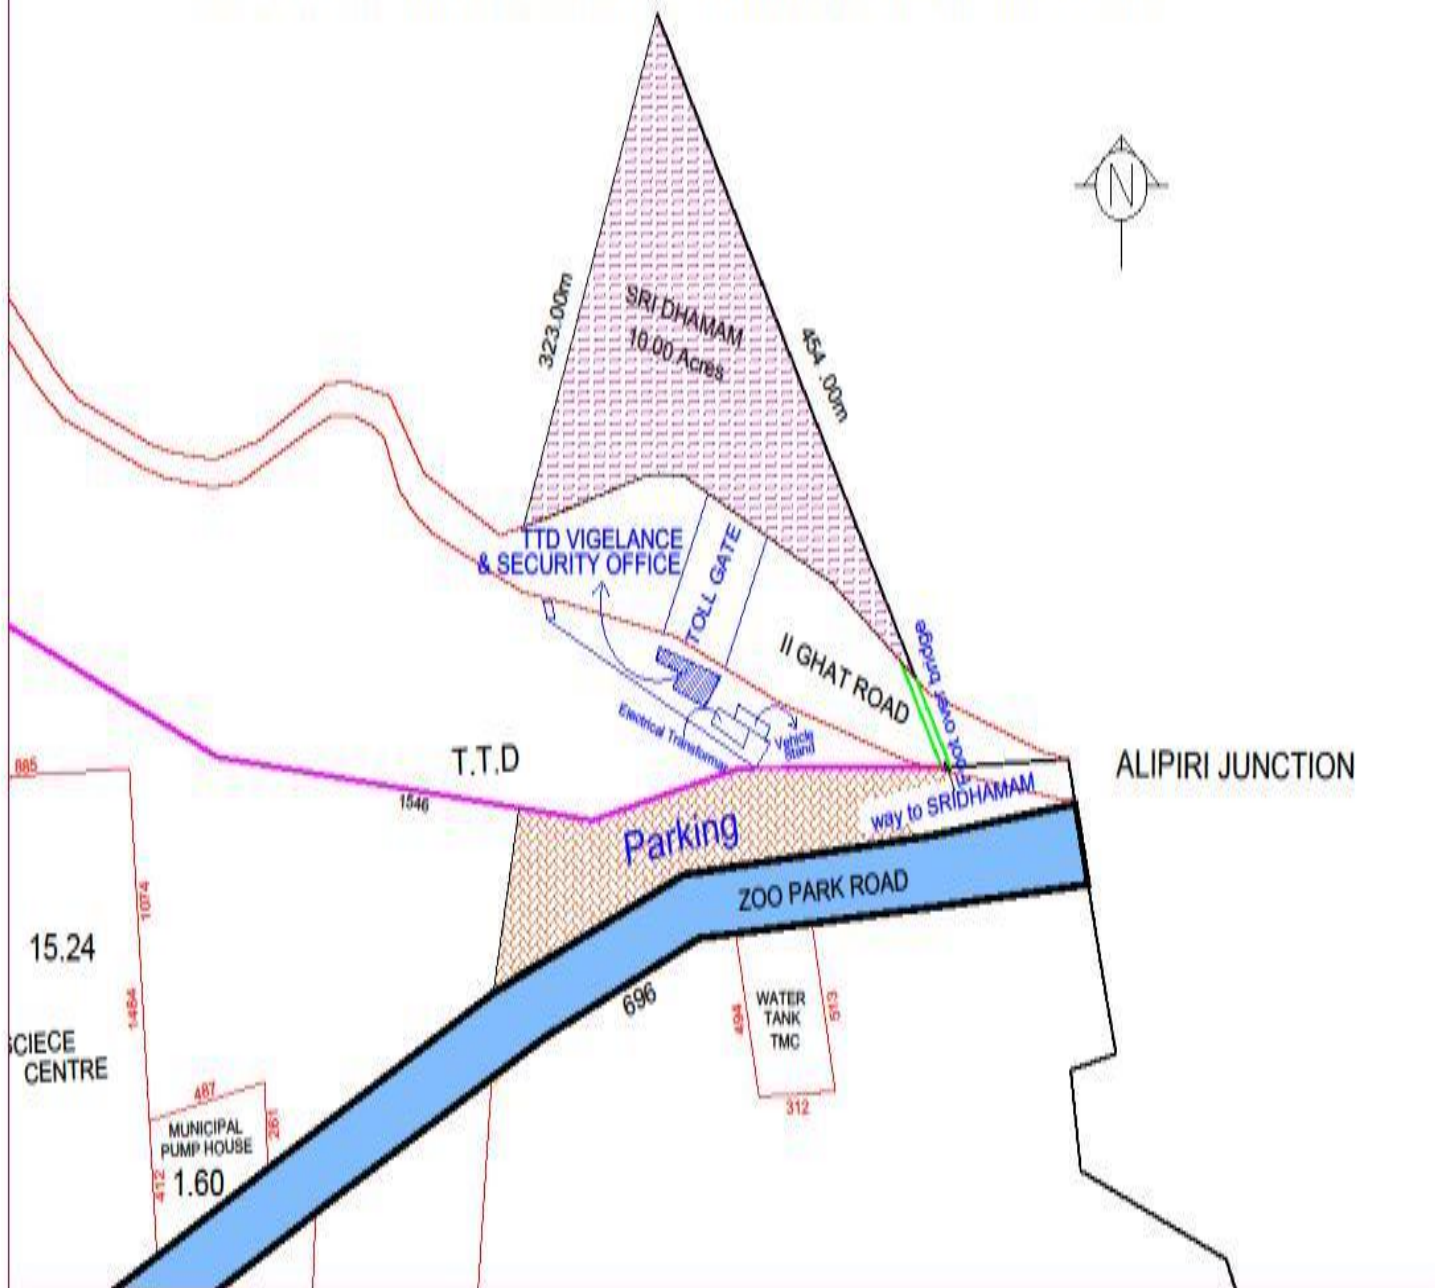 N
323.00m
SRI DHAMAM
10.00 Acres
454 .00m
TTD VIGELANCE
& SECURITY OFFICE
TOLL GATE
II GHAT ROAD
Foot over bridge
Electrical Transformar
Vehicle
stand
T.T.D
ALIPIRI JUNCTION
885
1546
way to SRIDHAMAM
Parking
ZOO PARK ROAD
1074
15.24
1484
696
WATER
TANK
TMC
494
513
312
SCIECE
CENTRE
487
261
MUNICIPAL
PUMP HOUSE
1.60
412